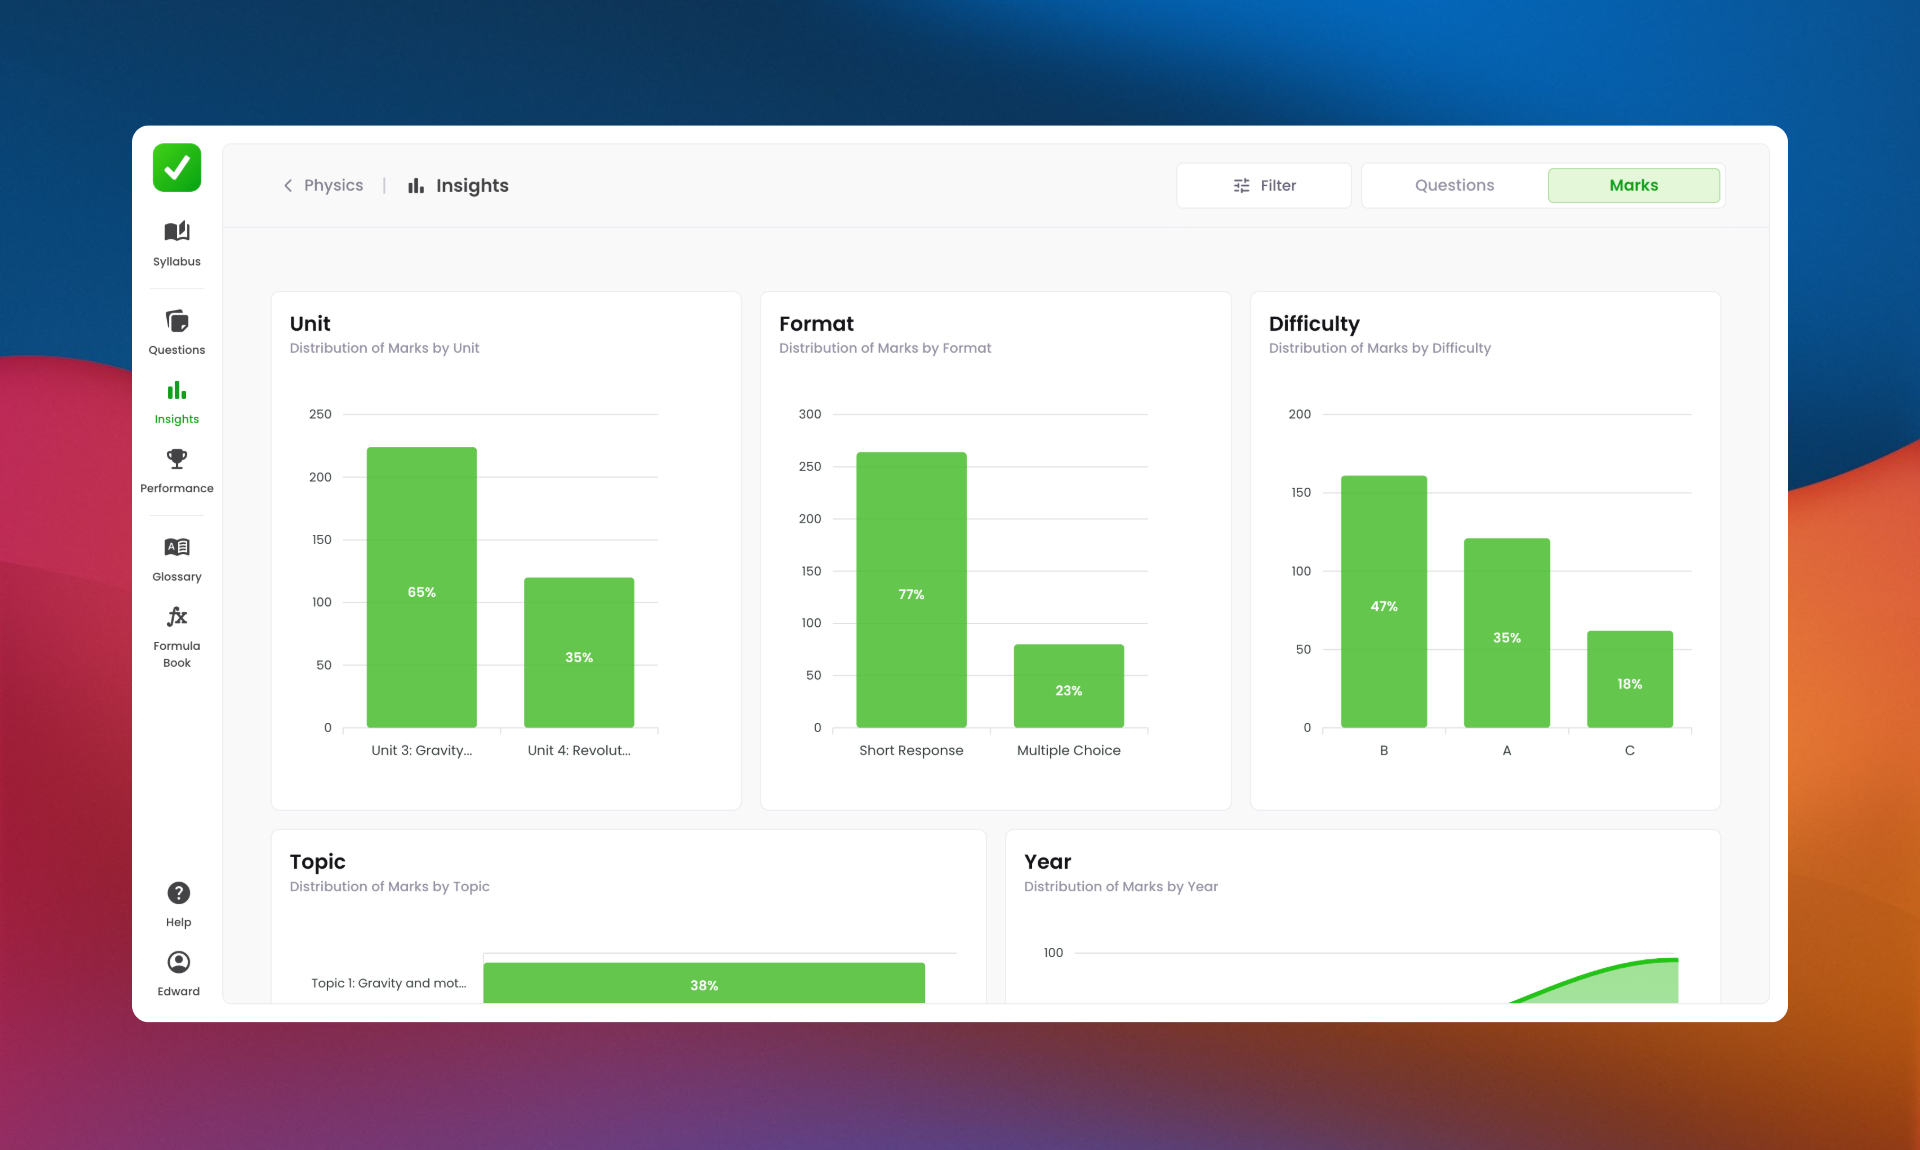 Physics | Insights
Filter
Questions
Marks
Syllabus
Questions
Insights
Performance
Glossary
Formula
Book
Help
Edward
Unit
Distribution of Marks by Unit
250
200
150
100
50
0
65%
35%
Unit 3: Gravity...
Unit 4: Revolut...
Format
Distribution of Marks by Format
300
250
200
150
100
50
0
77%
23%
Short Response
Multiple Choice
Difficulty
Distribution of Marks by Difficulty
200
150
100
50
0
47%
35%
18%
B
A
C
Topic
Distribution of Marks by Topic
Topic 1: Gravity and mot...
38%
Year
Distribution of Marks by Year
100